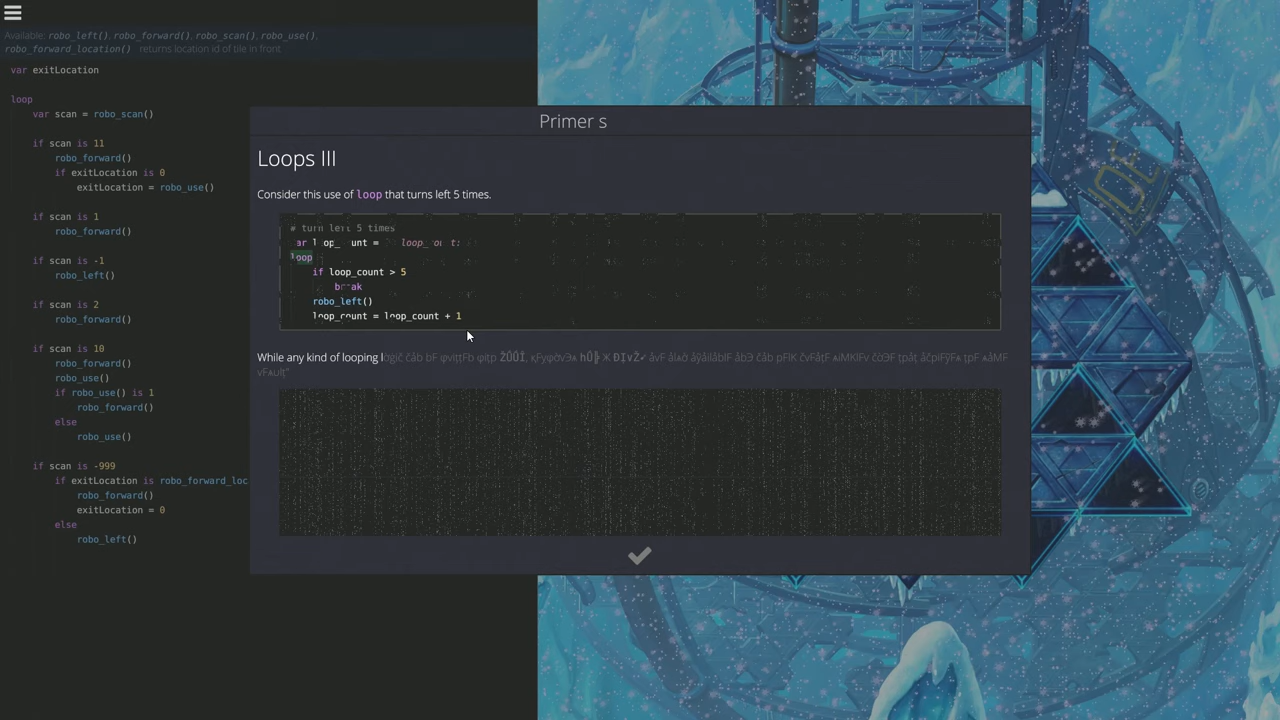 Available: robo_left(), robo_forward(), robo_scan(), robo_use(),
robo_forward_location() returns location id of tile in front
var exitLocation
loop
var scan = robo_scan()
if scan is 11
robo_forward()
if exitLocation is 0
exitLocation = robo_use()
if scan is 1
robo_forward()
if scan is -1
robo_left()
if scan is 2
robo_forward()
if scan is 10
robo_forward()
robo_use()
if robo_use() is 1
robo_forward()
else
robo_use()
if scan is -999
if exitLocation is robo_forward_loc
robo_forward()
exitLocation = 0
else
robo_left()
Primer s
Loops III
Consider this use of loop that turns left 5 times.
# turn left 5 times
loop
if loop_count > 5
break
robo_left()
loop_count = loop_count + 1
While any kind of looping